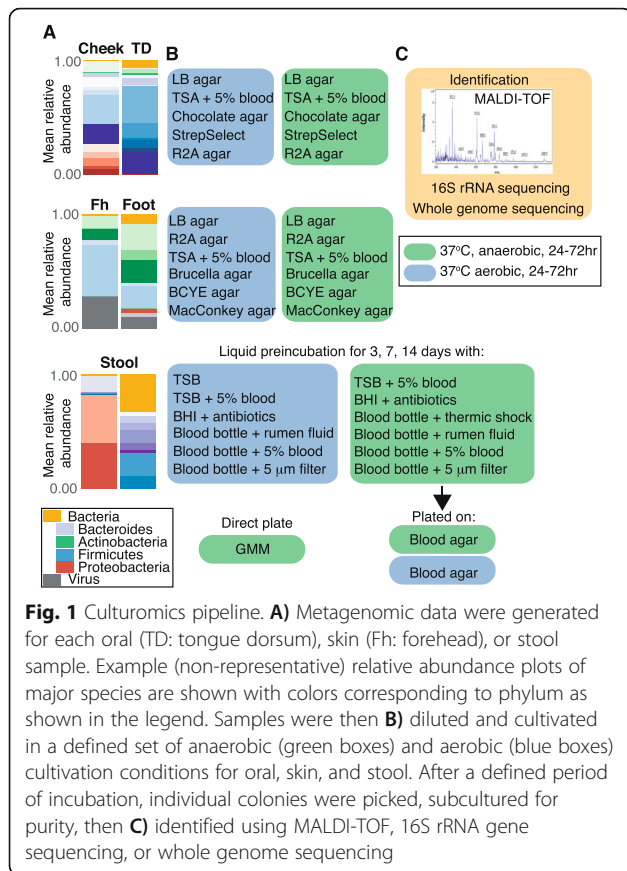 A
B
C
Cheek TD
1.00
Mean relative
abundance
0.00
LB agar
TSA + 5% blood
Chocolate agar
StrepSelect
R2A agar
LB agar
TSA + 5% blood
Chocolate agar
StrepSelect
R2A agar
Identification
MALDI-TOF
16S rRNA sequencing
Whole genome sequencing
37°C, anaerobic, 24-72hr
37°C aerobic, 24-72hr
Fh Foot
1.00
Mean relative
abundance
0.00
LB agar
R2A agar
TSA + 5% blood
Brucella agar
BCYE agar
MacConkey agar
LB agar
R2A agar
TSA + 5% blood
Brucella agar
BCYE agar
MacConkey agar
Stool
1.00
Mean relative
abundance
0.00
Liquid preincubation for 3, 7, 14 days with:
TSB
TSB + 5% blood
BHI + antibiotics
Blood bottle + rumen fluid
Blood bottle + 5% blood
Blood bottle + 5 μm filter
TSB + 5% blood
BHI + antibiotics
Blood bottle + thermic shock
Blood bottle + rumen fluid
Blood bottle + 5% blood
Blood bottle + 5 μm filter
Bacteria
Bacteroides
Actinobacteria
Firmicutes
Proteobacteria
Virus
Direct plate
GMM
Plated on:
Blood agar
Blood agar
Fig. 1 Culturomics pipeline. A) Metagenomic data were generated
for each oral (TD: tongue dorsum), skin (Fh: forehead), or stool
sample. Example (non-representative) relative abundance plots of
major species are shown with colors corresponding to phylum as
shown in the legend. Samples were then B) diluted and cultivated
in a defined set of anaerobic (green boxes) and aerobic (blue boxes)
cultivation conditions for oral, skin, and stool. After a defined period
of incubation, individual colonies were picked, subcultured for
purity, then C) identified using MALDI-TOF, 16S rRNA gene
sequencing, or whole genome sequencing